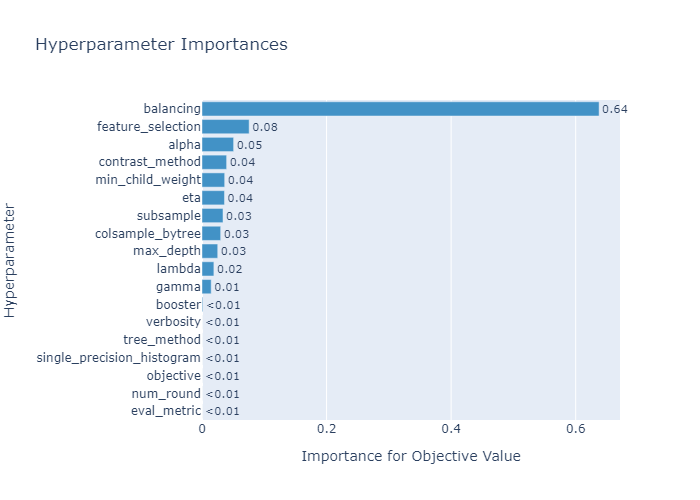 Hyperparameter Importances
Hyperparameter
balancing 0.64
feature_selection 0.08
alpha 0.05
contrast_method 0.04
min_child_weight 0.04
eta 0.04
subsample 0.03
colsample_bytree 0.03
max_depth 0.03
lambda 0.02
gamma 0.01
booster <0.01
verbosity <0.01
tree_method <0.01
single_precision_histogram <0.01
objective <0.01
num_round <0.01
eval_metric <0.01
0 0.2 0.4 0.6
Importance for Objective Value